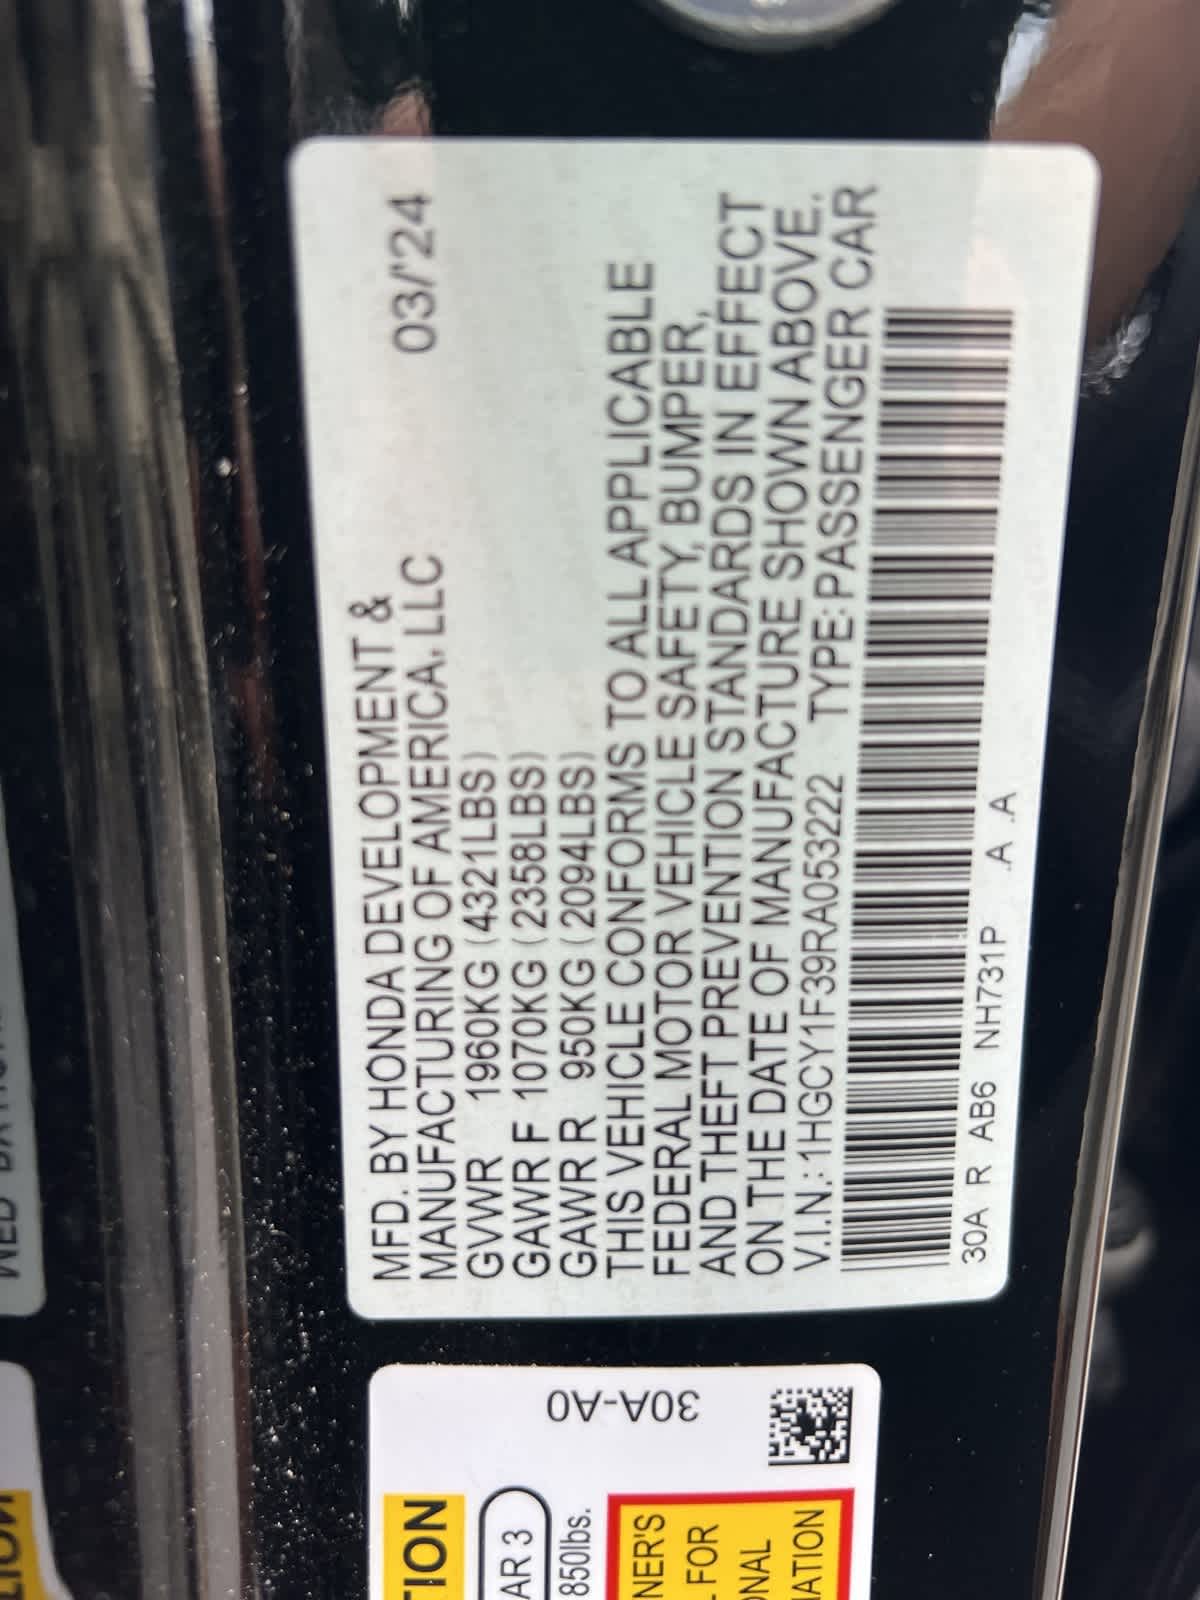 MFD. BY HONDA DEVELOPMENT &
MANUFACTURING OF AMERICA, LLC 03/'24
GVWR 1960KG (4321LBS)
GAWR F 1070KG (2358LBS)
GAWR R 950KG (2094LBS)
THIS VEHICLE CONFORMS TO ALL APPLICABLE
FEDERAL MOTOR VEHICLE SAFETY, BUMPER,
AND THEFT PREVENTION STANDARDS IN EFFECT
ON THE DATE OF MANUFACTURE SHOWN ABOVE.
V.I.N.:1HGCY1F39RA053222 TYPE:PASSENGER CAR
30A R AB6 NH731P .A .A
30A-A0
TION
AR 3
850lbs.
NER'S
FOR
ONAL
MATION